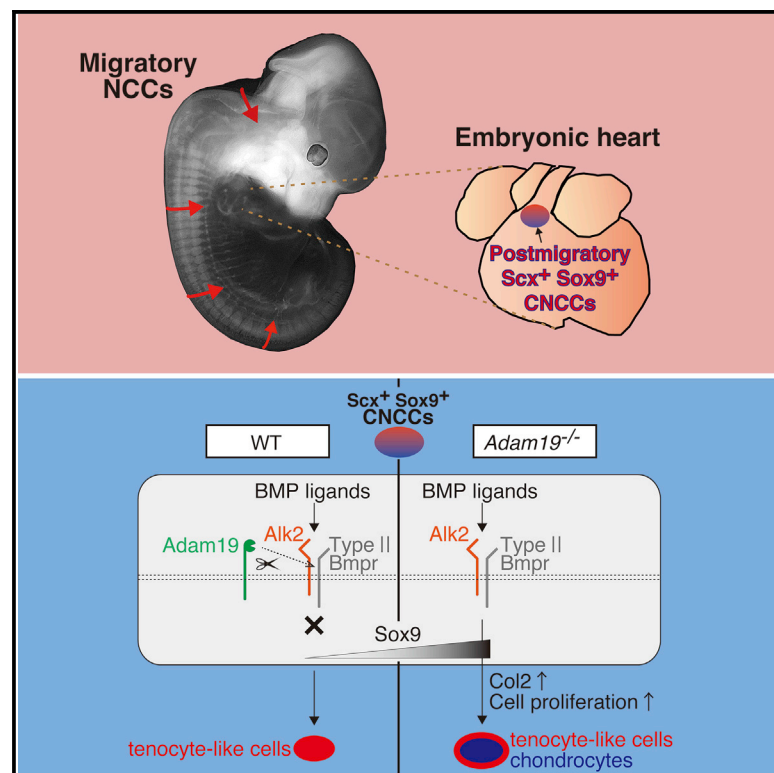 Migratory
NCCs
Embryonic heart
Postmigratory
Scx⁺ Sox9⁺
CNCCs
Scx⁺ Sox9⁺
CNCCs
WT
Adam19⁻/⁻
BMP ligands
BMP ligands
Adam19
Alk2
Type II
Bmpr
Alk2
Type II
Bmpr
Sox9
Col2 ↑
Cell proliferation ↑
tenocyte-like cells
tenocyte-like cells
chondrocytes